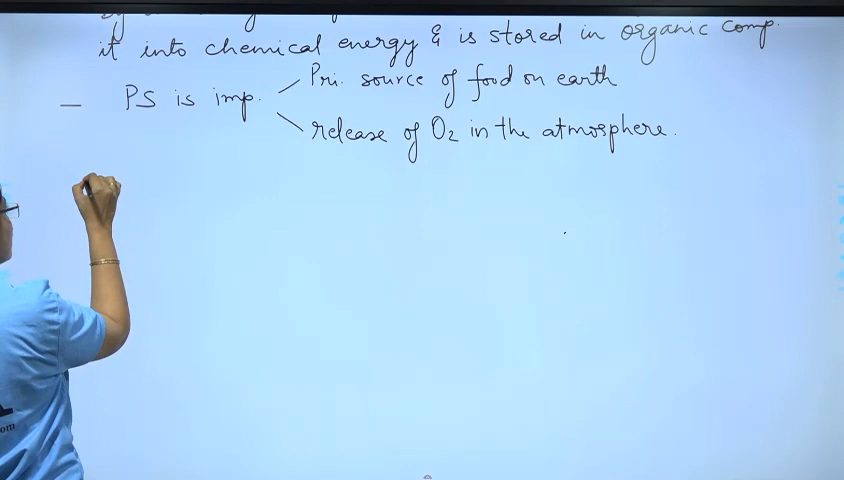 it into chemical energy & is stored in organic comp.
— PS is imp.
Pri. source of food on earth
release of O₂ in the atmosphere.
om